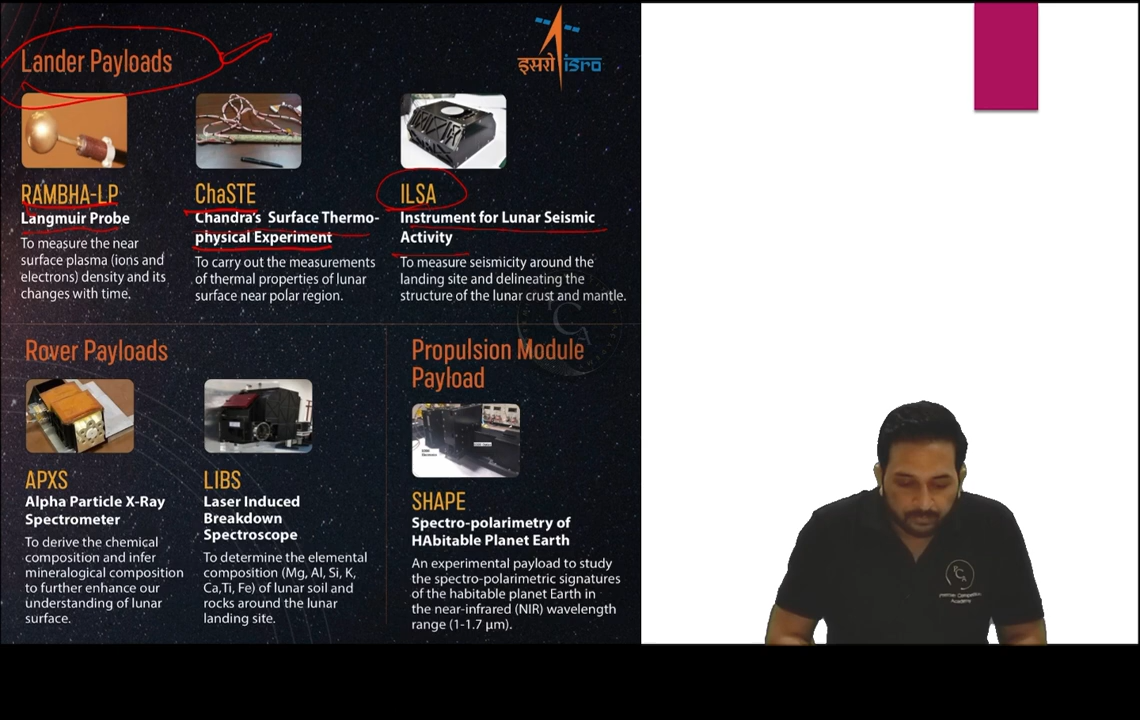 Lander Payloads
इसरो isro
RAMBHA-LP
Langmuir Probe
To measure the near
surface plasma (ions and
electrons) density and its
changes with time.
ChaSTE
Chandra's Surface Thermo-
physical Experiment
To carry out the measurements
of thermal properties of lunar
surface near polar region.
ILSA
Instrument for Lunar Seismic
Activity
To measure seismicity around the
landing site and delineating the
structure of the lunar crust and mantle.
Rover Payloads
APXS
Alpha Particle X-Ray
Spectrometer
To derive the chemical
composition and infer
mineralogical composition
to further enhance our
understanding of lunar
surface.
LIBS
Laser Induced
Breakdown
Spectroscope
To determine the elemental
composition (Mg, Al, Si, K,
Ca,Ti, Fe) of lunar soil and
rocks around the lunar
landing site.
Propulsion Module
Payload
SHAPE
Spectro-polarimetry of
HAbitable Planet Earth
An experimental payload to study
the spectro-polarimetric signatures
of the habitable planet Earth in
the near-infrared (NIR) wavelength
range (1-1.7 μm).
Academy